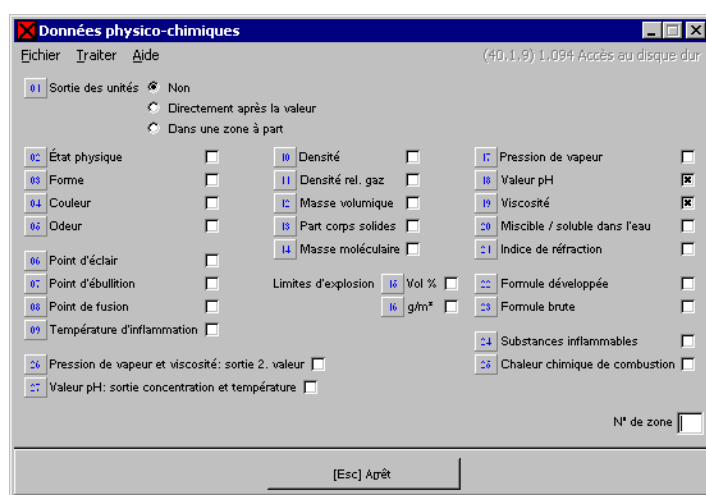 Données physico-chimiques
Fichier Traiter Aide (40.1.9) 1.094 Accès au disque dur
01 Sortie des unités Non
Directement après la valeur
Dans une zone à part
02 État physique
03 Forme
04 Couleur
05 Odeur
06 Point d'éclair
07 Point d'ébullition
08 Point de fusion
09 Température d'inflammation
10 Densité
11 Densité rel. gaz
12 Masse volumique
13 Part corps solides
14 Masse moléculaire
Limites d'explosion 15 Vol %
16 g/m³
17 Pression de vapeur
18 Valeur pH
19 Viscosité
20 Miscible / soluble dans l'eau
21 Indice de réfraction
22 Formule développée
23 Formule brute
24 Substances inflammables
25 Chaleur chimique de combustion
26 Pression de vapeur et viscosité: sortie 2. valeur
27 Valeur pH: sortie concentration et température
N° de zone
[Esc] Arrêt